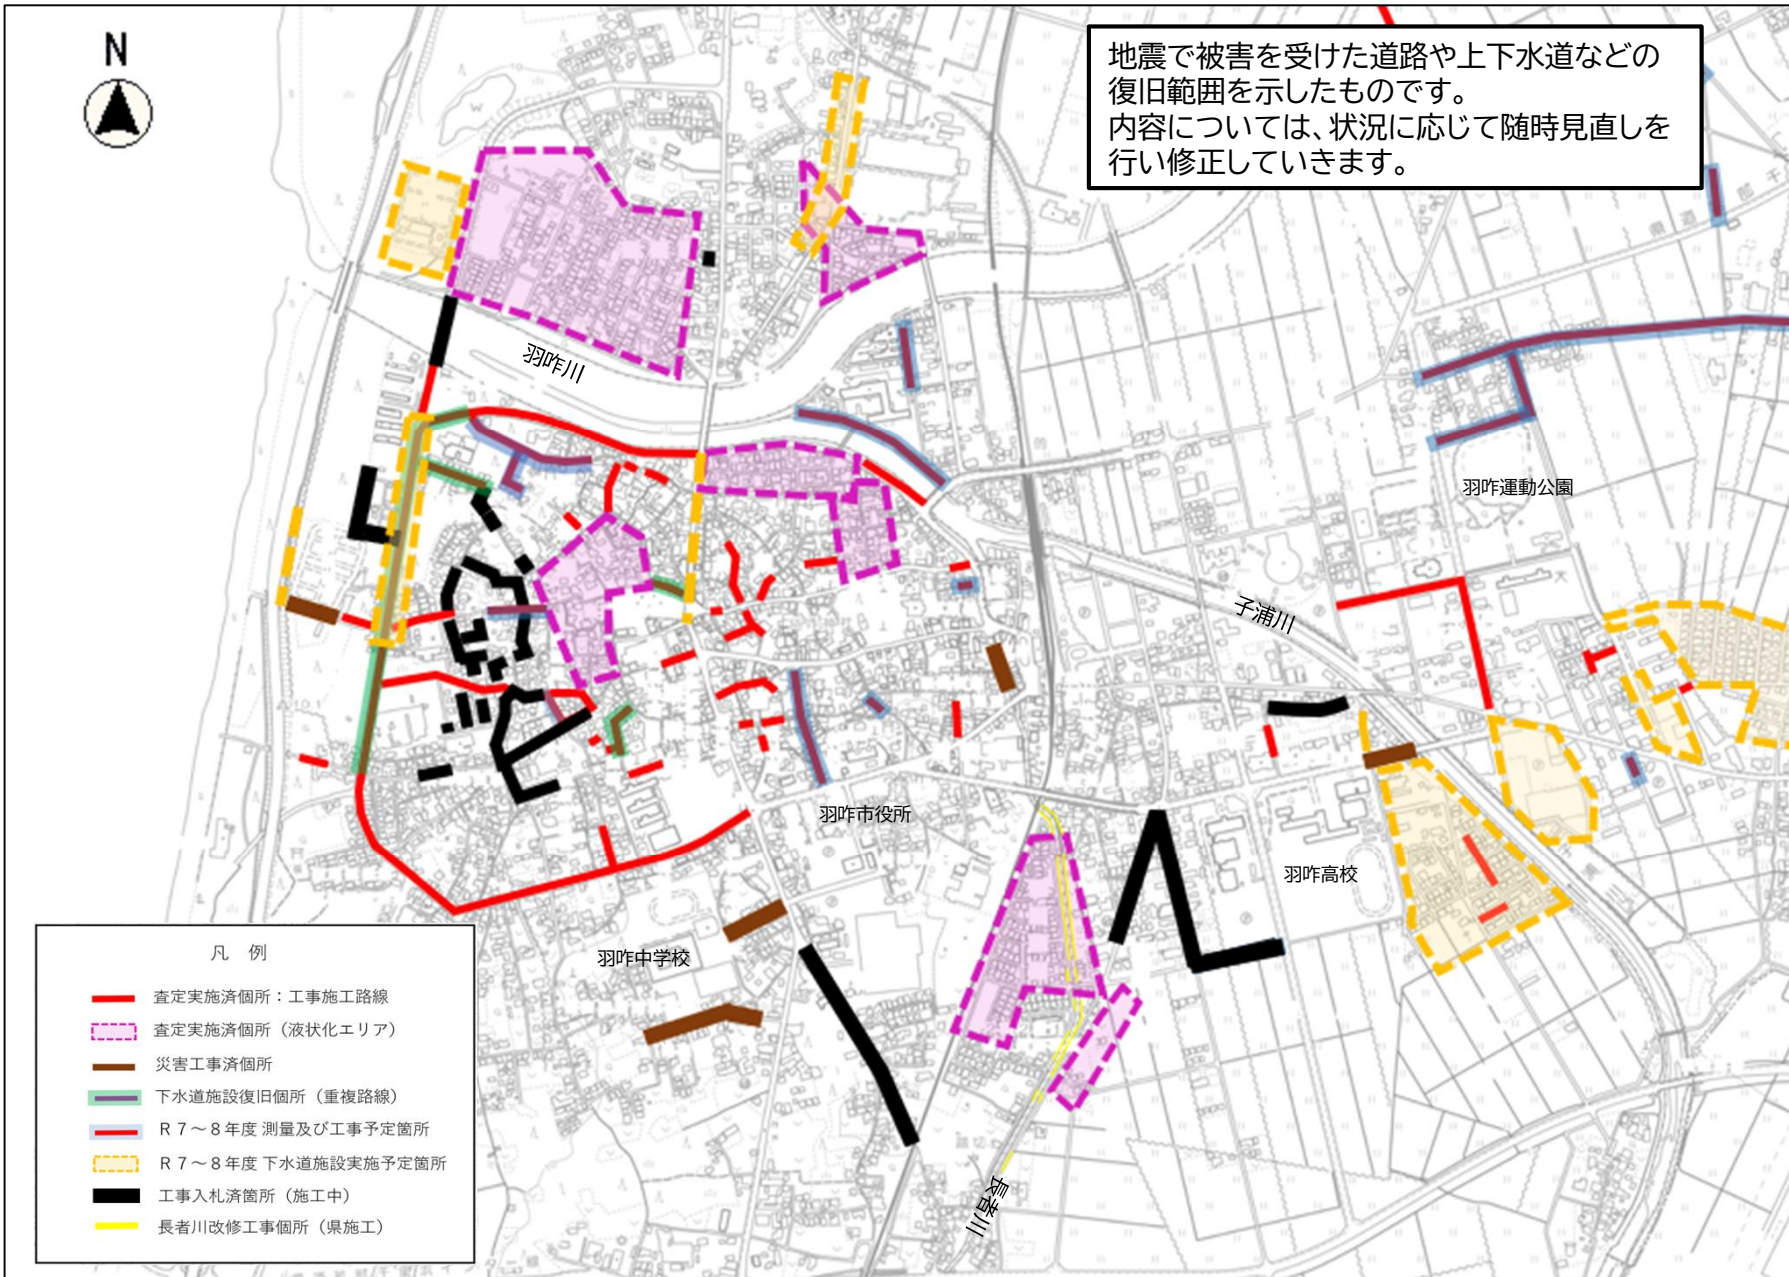 N
地震で被害を受けた道路や上下水道などの
復旧範囲を示したものです。
内容については、状況に応じて随時見直しを
行い修正していきます。
羽咋川
羽咋運動公園
子浦川
羽咋市役所
羽咋高校
羽咋中学校
長者川
凡 例
査定実施済個所：工事施工路線
査定実施済個所（液状化エリア）
災害工事済個所
下水道施設復旧個所（重複路線）
Ｒ７～８年度 測量及び工事予定箇所
Ｒ７～８年度 下水道施設実施予定箇所
工事入札済箇所（施工中）
長者川改修工事個所（県施工）